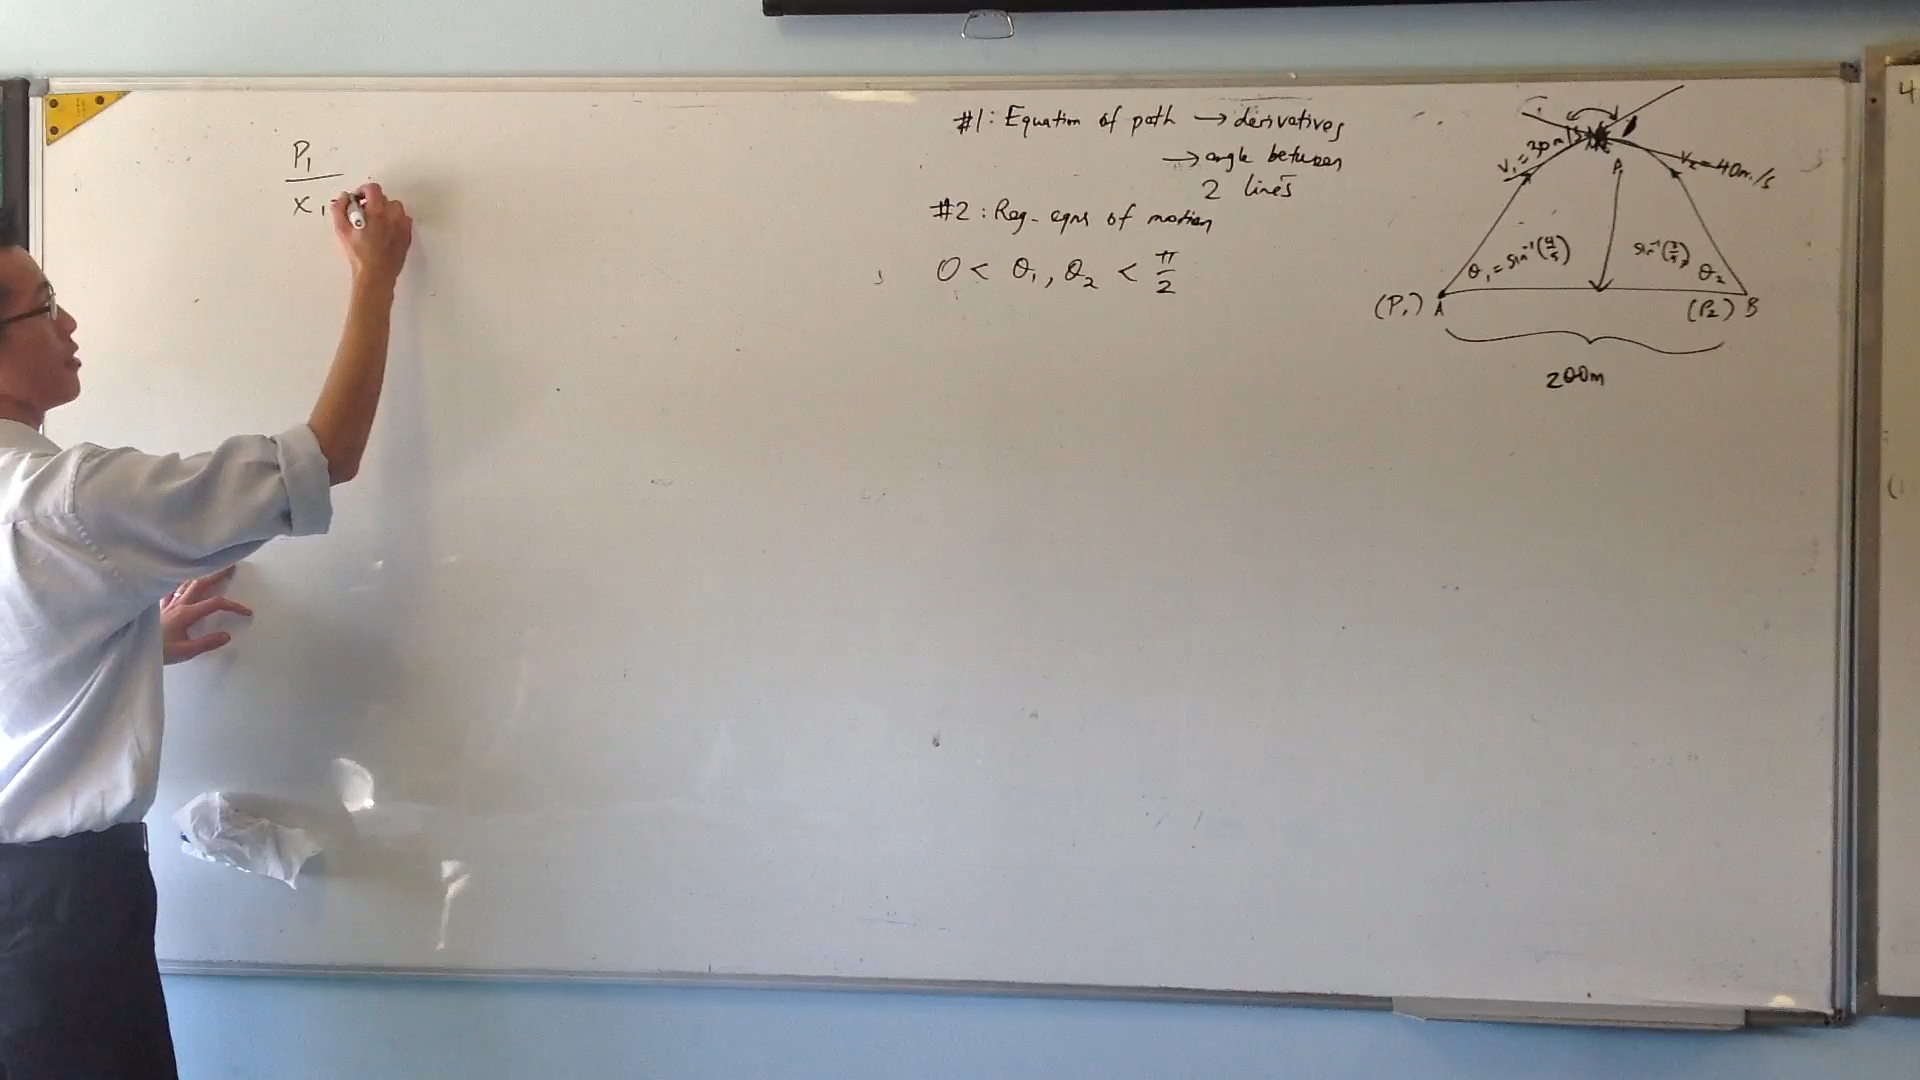 P₁
x₁
#1: Equation of path → derivatives
→ angle between
2 lines
#2: Reg. eqns of motion
0 < θ₁, θ₂ < π/2
V₁ = 30m/s
V₂ = 40m/s
θ₁ = sin⁻¹(4/5)
sin⁻¹(3/5)
θ₂
(P₁) A
(P₂) B
200m
4